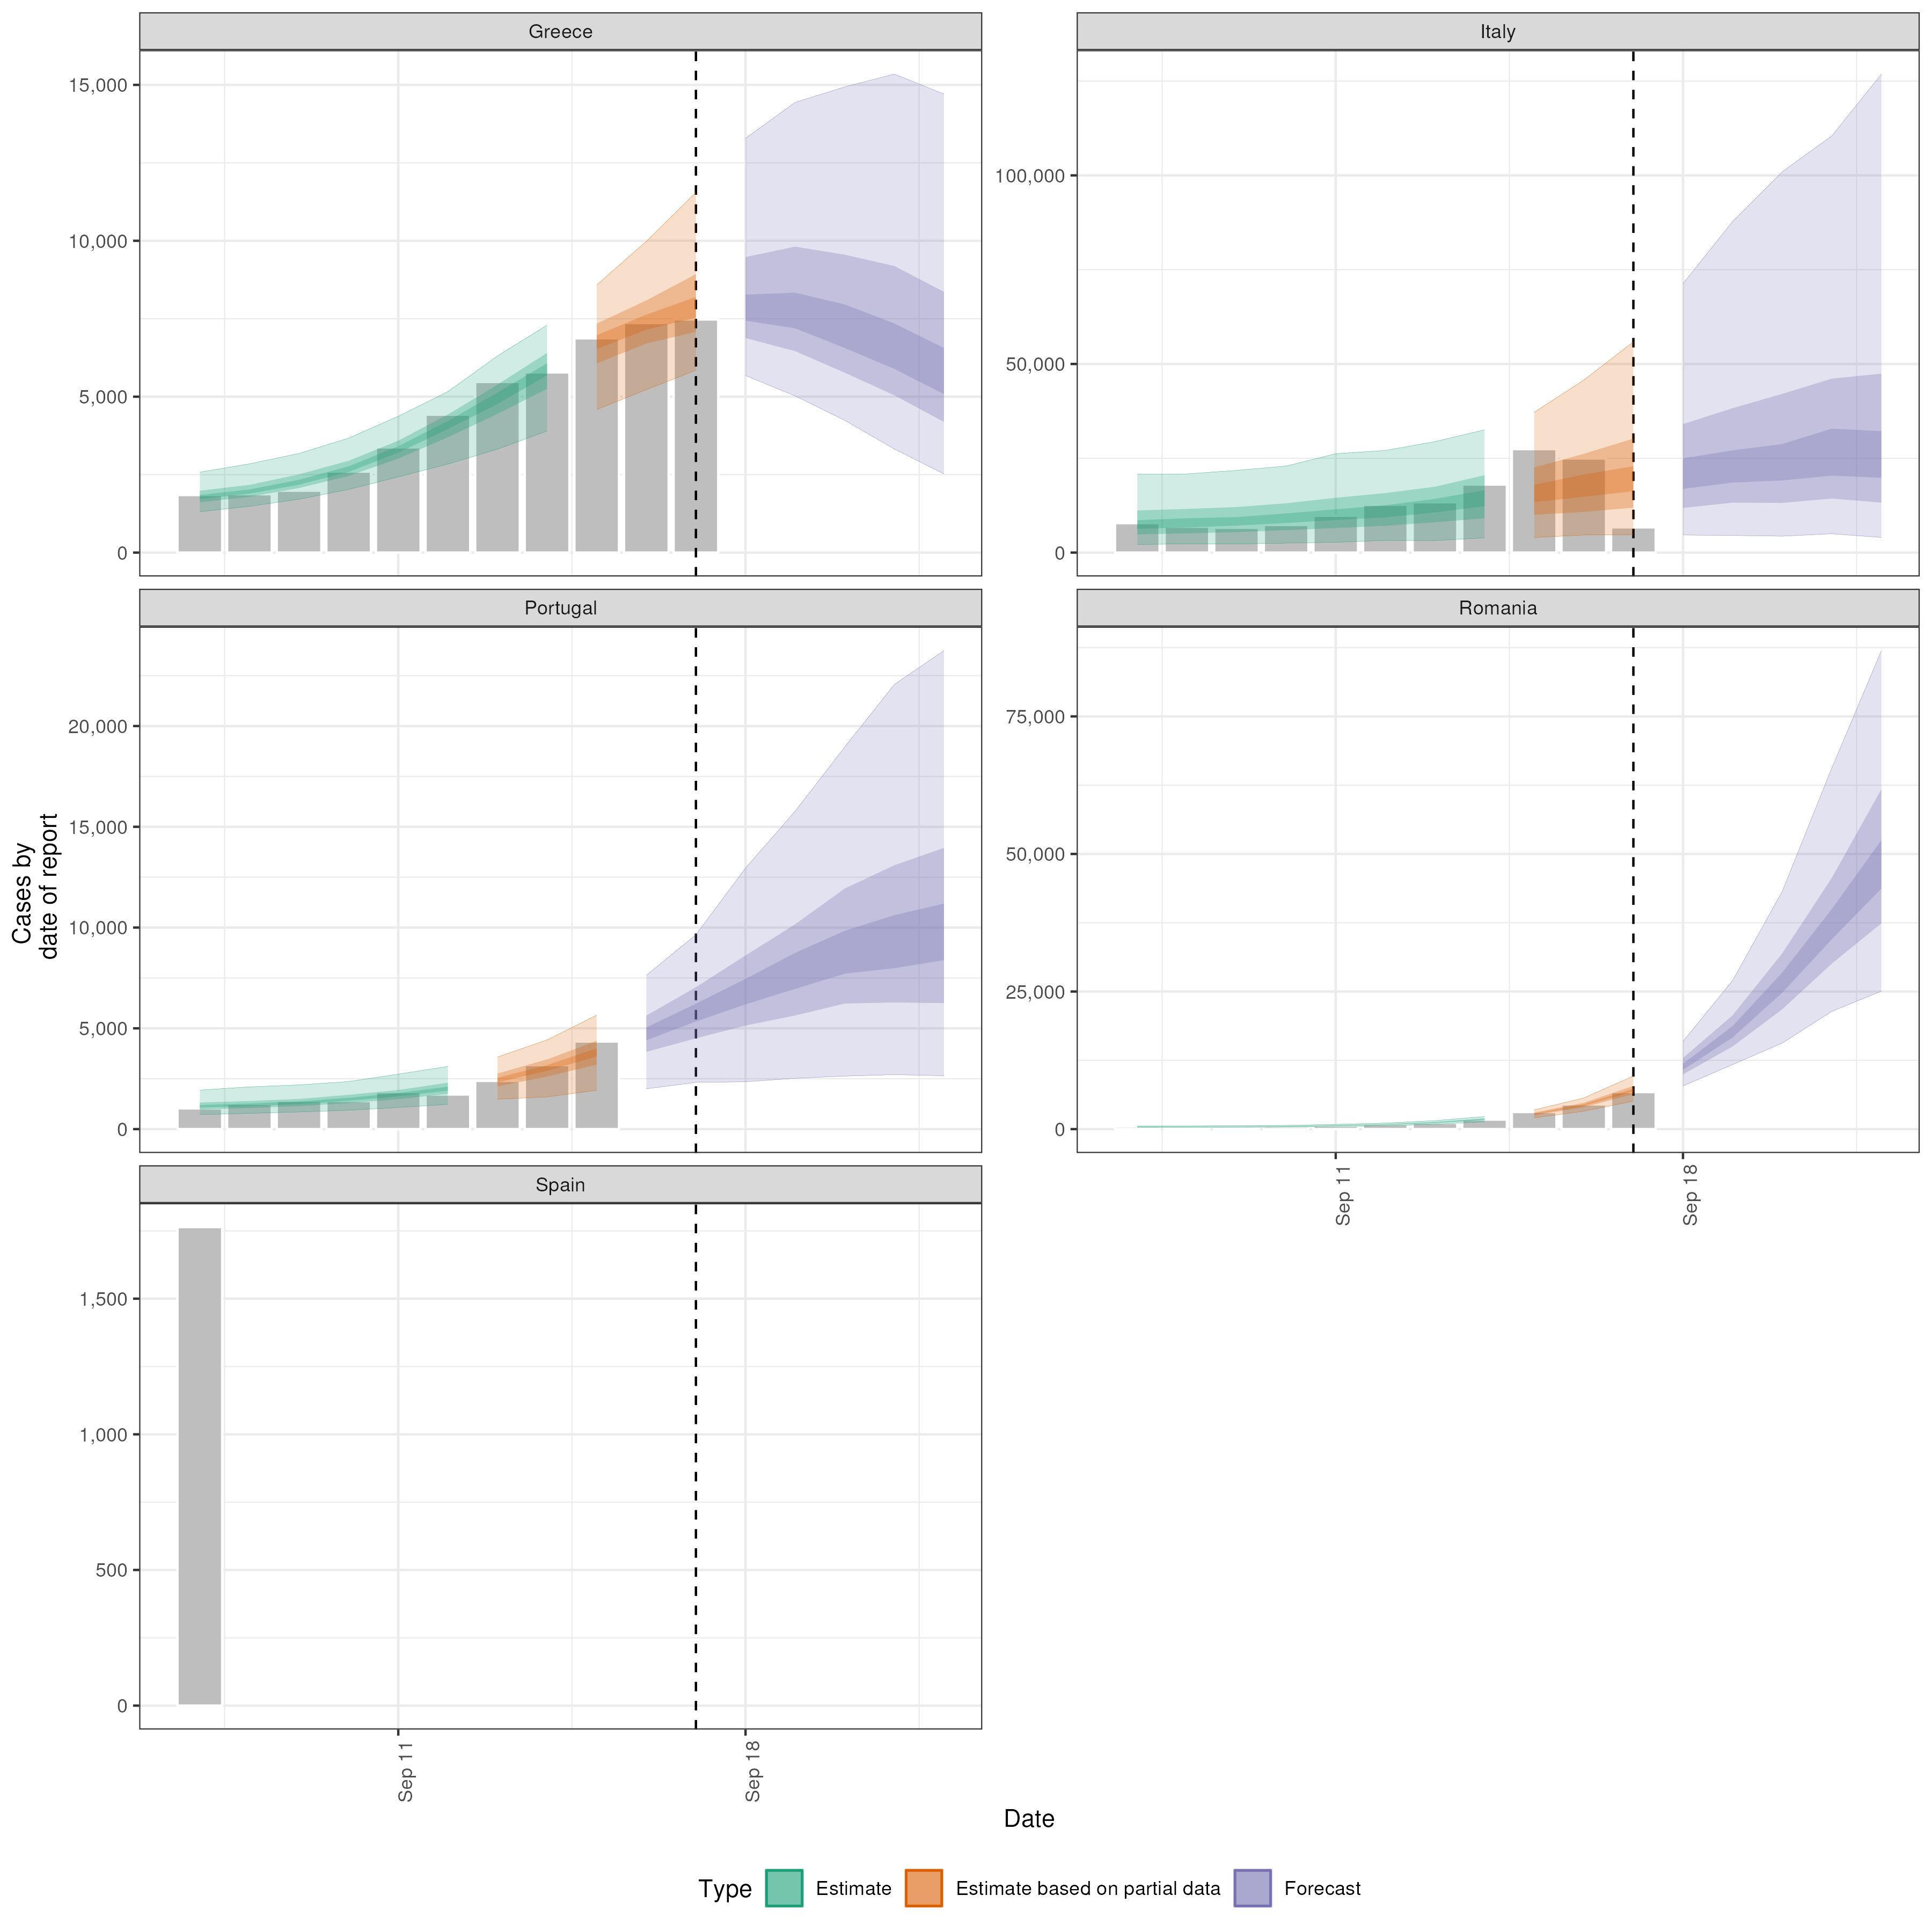 Greece
Italy
15,000
10,000
5,000
0
100,000
50,000
0
Portugal
Romania
20,000
15,000
10,000
5,000
0
75,000
50,000
25,000
0
Sep 11
Sep 18
Cases by
date of report
Spain
1,500
1,000
500
0
Sep 11
Sep 18
Date
Type
Estimate
Estimate based on partial data
Forecast